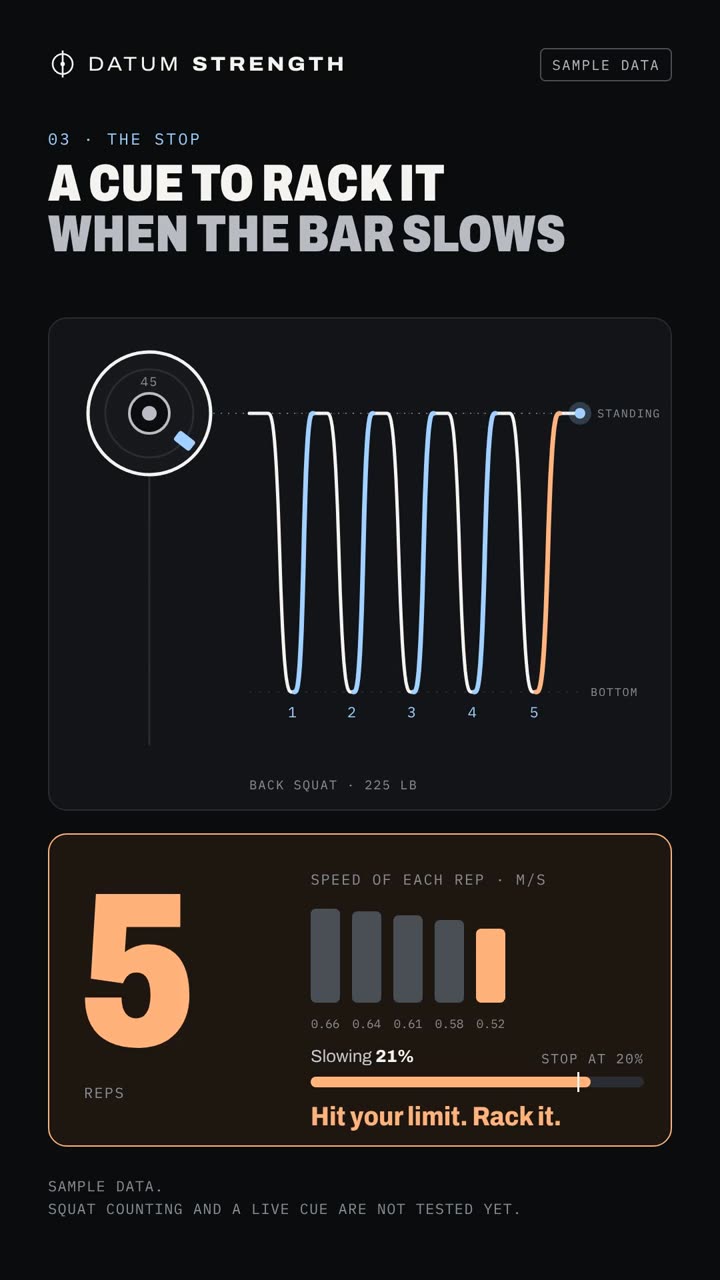 DATUM STRENGTH
SAMPLE DATA
03 · THE STOP
A CUE TO RACK IT
WHEN THE BAR SLOWS
45
STANDING
BOTTOM
1 2 3 4 5
BACK SQUAT · 225 LB
5
REPS
SPEED OF EACH REP · M/S
0.66 0.64 0.61 0.58 0.52
Slowing 21%
STOP AT 20%
Hit your limit. Rack it.
SAMPLE DATA.
SQUAT COUNTING AND A LIVE CUE ARE NOT TESTED YET.